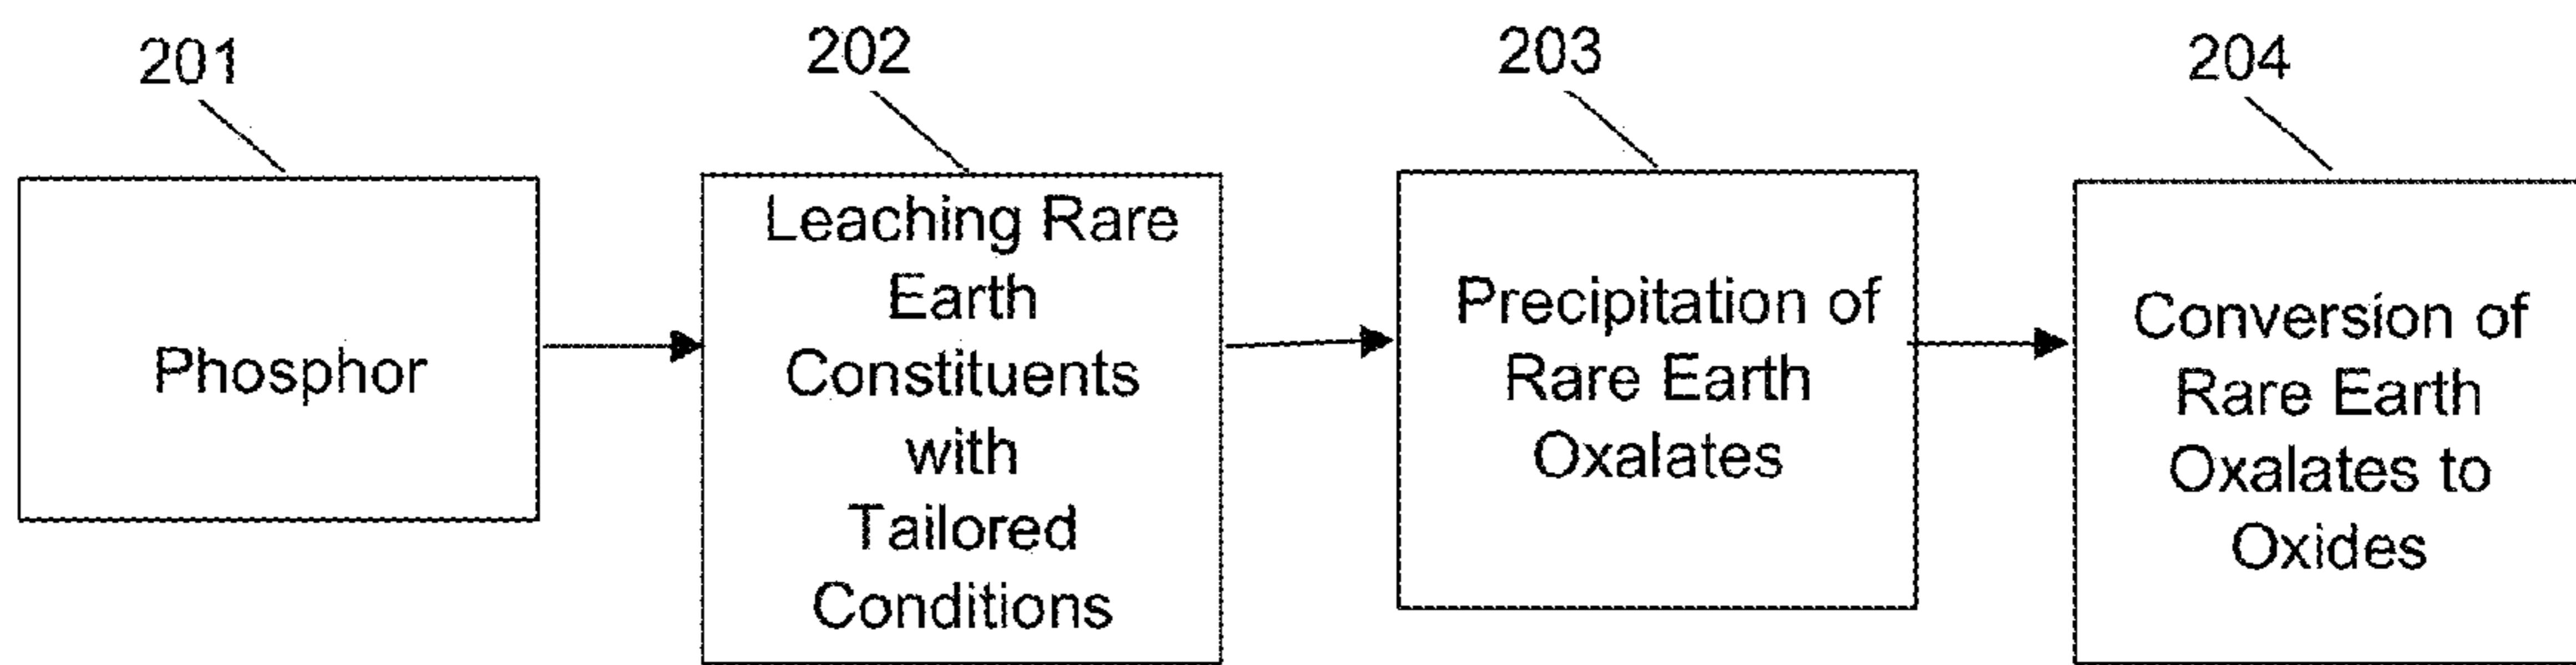 201
202
203
204
Phosphor
Leaching Rare
Earth
Constituents
with
Tailored
Conditions
Precipitation of
Rare Earth
Oxalates
Conversion of
Rare Earth
Oxalates to
Oxides